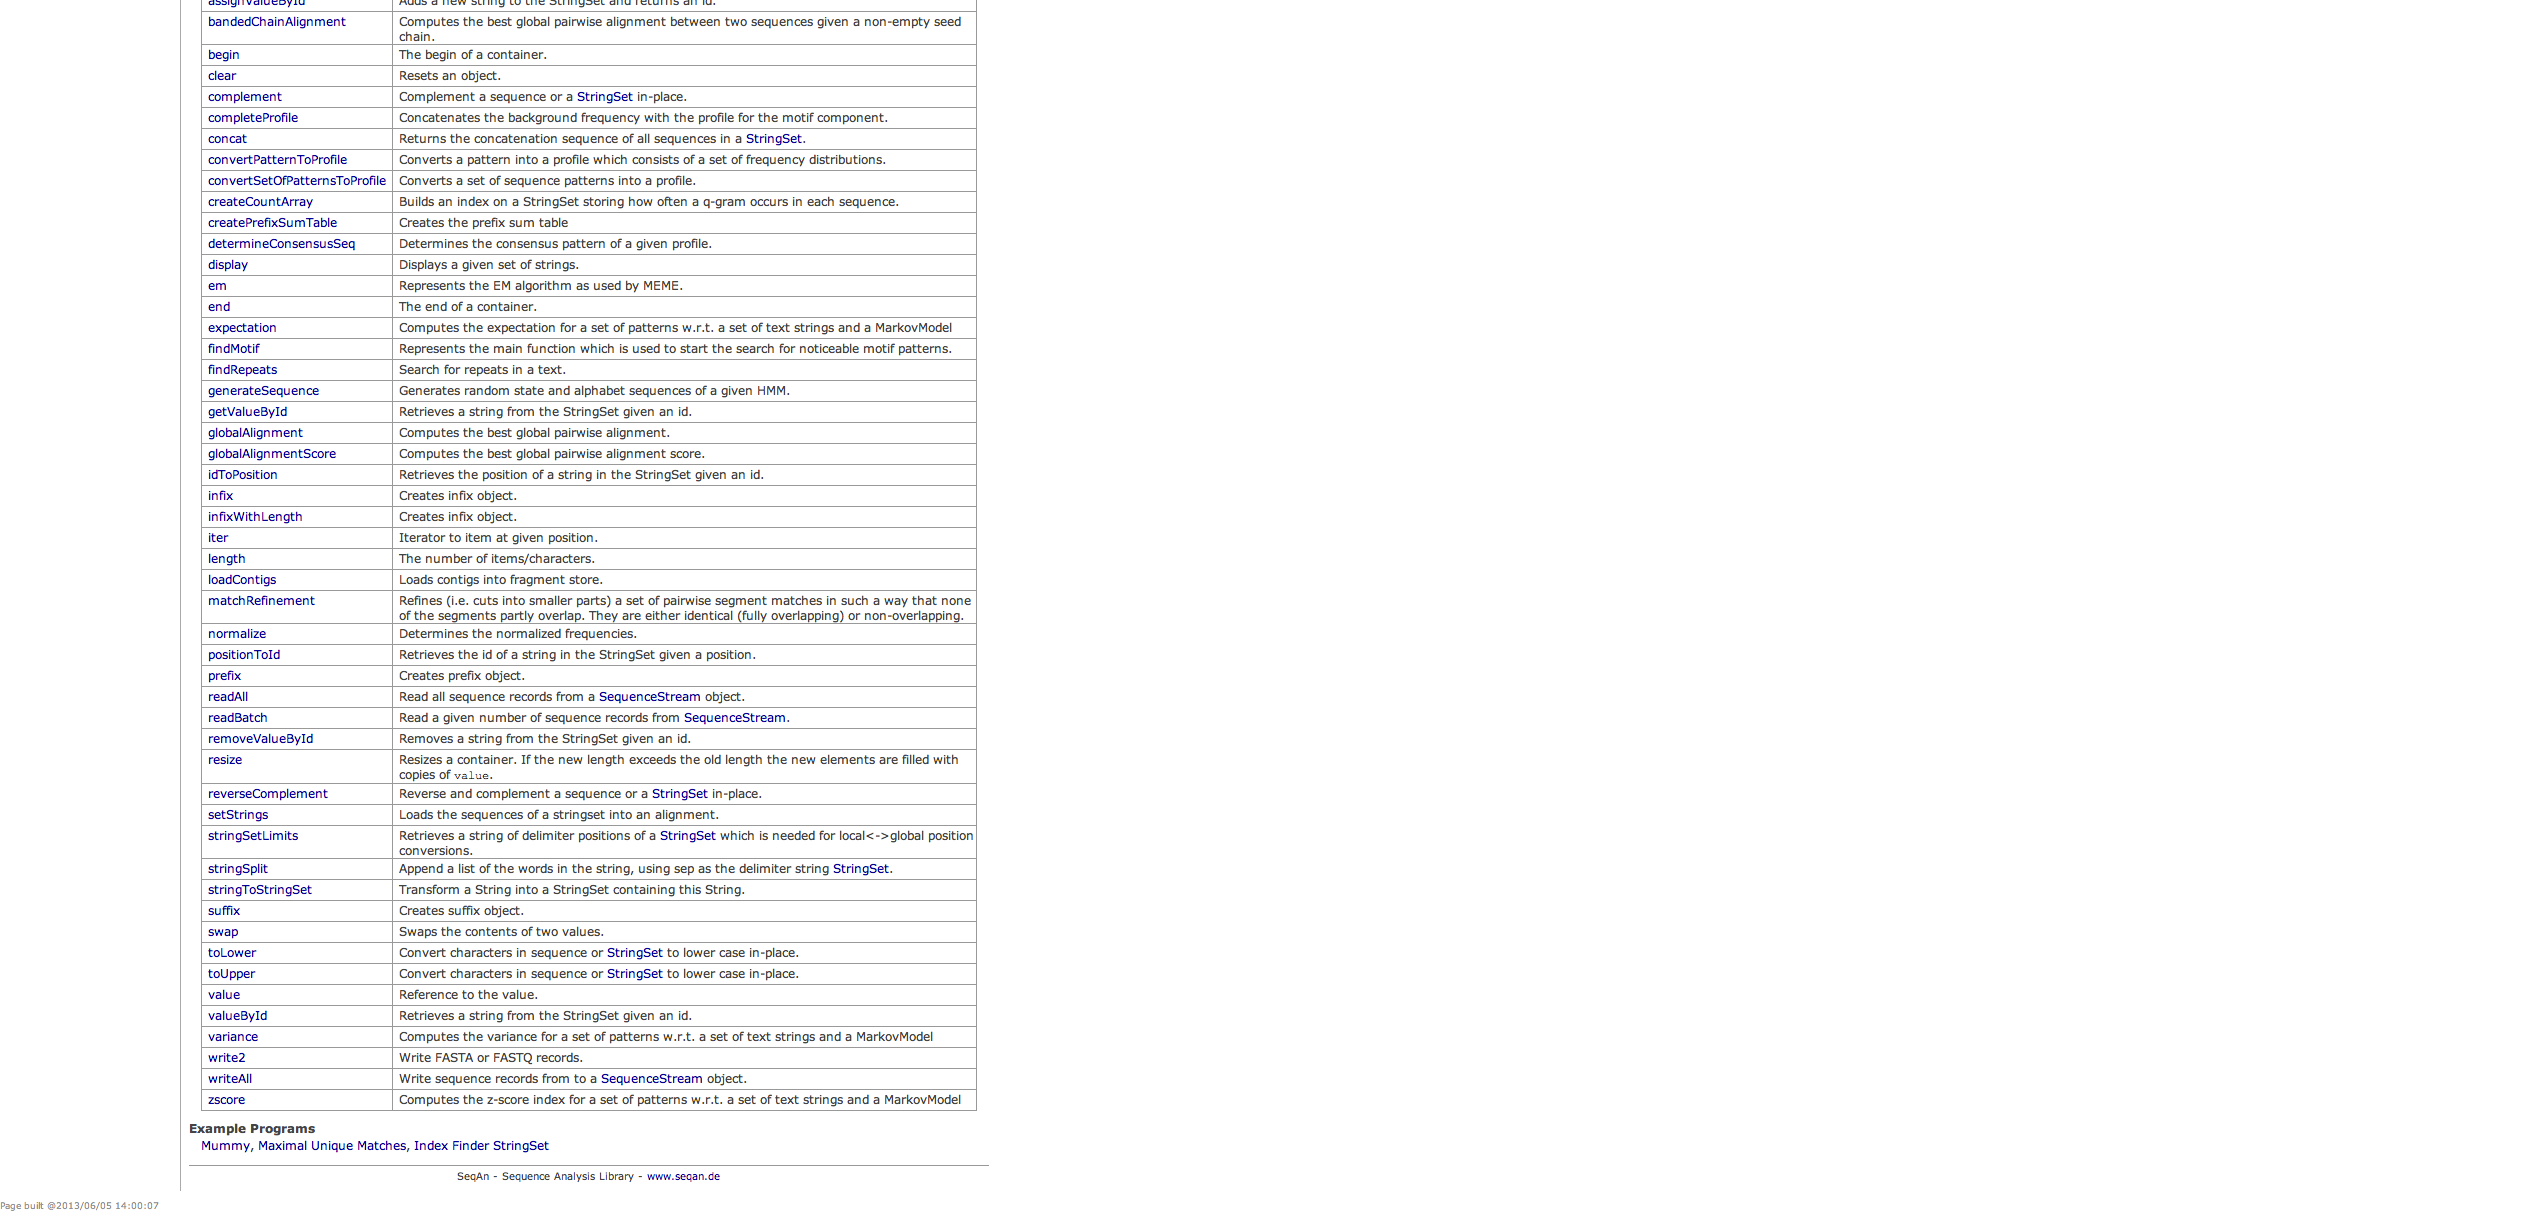 assignValueById Adds a new string to the StringSet and returns an id.
bandedChainAlignment Computes the best global pairwise alignment between two sequences given a non-empty seed
chain.
begin The begin of a container.
clear Resets an object.
complement Complement a sequence or a StringSet in-place.
completeProfile Concatenates the background frequency with the profile for the motif component.
concat Returns the concatenation sequence of all sequences in a StringSet.
convertPatternToProfile Converts a pattern into a profile which consists of a set of frequency distributions.
convertSetOfPatternsToProfile Converts a set of sequence patterns into a profile.
createCountArray Builds an index on a StringSet storing how often a q-gram occurs in each sequence.
createPrefixSumTable Creates the prefix sum table
determineConsensusSeq Determines the consensus pattern of a given profile.
display Displays a given set of strings.
em Represents the EM algorithm as used by MEME.
end The end of a container.
expectation Computes the expectation for a set of patterns w.r.t. a set of text strings and a MarkovModel
findMotif Represents the main function which is used to start the search for noticeable motif patterns.
findRepeats Search for repeats in a text.
generateSequence Generates random state and alphabet sequences of a given HMM.
getValueById Retrieves a string from the StringSet given an id.
globalAlignment Computes the best global pairwise alignment.
globalAlignmentScore Computes the best global pairwise alignment score.
idToPosition Retrieves the position of a string in the StringSet given an id.
infix Creates infix object.
infixWithLength Creates infix object.
iter Iterator to item at given position.
length The number of items/characters.
loadContigs Loads contigs into fragment store.
matchRefinement Refines (i.e. cuts into smaller parts) a set of pairwise segment matches in such a way that none
of the segments partly overlap. They are either identical (fully overlapping) or non-overlapping.
normalize Determines the normalized frequencies.
positionToId Retrieves the id of a string in the StringSet given a position.
prefix Creates prefix object.
readAll Read all sequence records from a SequenceStream object.
readBatch Read a given number of sequence records from SequenceStream.
removeValueById Removes a string from the StringSet given an id.
resize Resizes a container. If the new length exceeds the old length the new elements are filled with
copies of value.
reverseComplement Reverse and complement a sequence or a StringSet in-place.
setStrings Loads the sequences of a stringset into an alignment.
stringSetLimits Retrieves a string of delimiter positions of a StringSet which is needed for local<->global position
conversions.
stringSplit Append a list of the words in the string, using sep as the delimiter string StringSet.
stringToStringSet Transform a String into a StringSet containing this String.
suffix Creates suffix object.
swap Swaps the contents of two values.
toLower Convert characters in sequence or StringSet to lower case in-place.
toUpper Convert characters in sequence or StringSet to lower case in-place.
value Reference to the value.
valueById Retrieves a string from the StringSet given an id.
variance Computes the variance for a set of patterns w.r.t. a set of text strings and a MarkovModel
write2 Write FASTA or FASTQ records.
writeAll Write sequence records from to a SequenceStream object.
zscore Computes the z-score index for a set of patterns w.r.t. a set of text strings and a MarkovModel
Example Programs
Mummy, Maximal Unique Matches, Index Finder StringSet
SeqAn - Sequence Analysis Library - www.seqan.de
Page built @2013/06/05 14:00:07